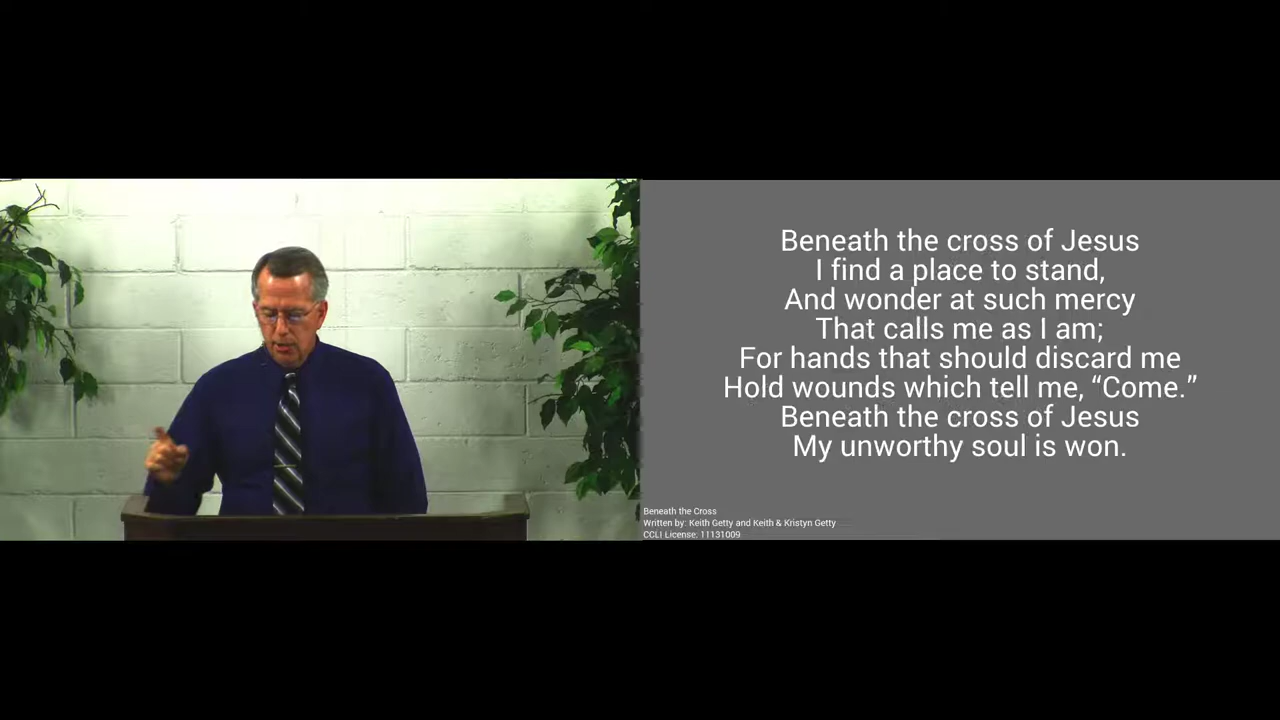 Beneath the cross of Jesus
I find a place to stand,
And wonder at such mercy
That calls me as I am;
For hands that should discard me
Hold wounds which tell me, “Come.”
Beneath the cross of Jesus
My unworthy soul is won.
Beneath the Cross
Written by: Keith Getty and Keith & Kristyn Getty
CCLI License: 11131009